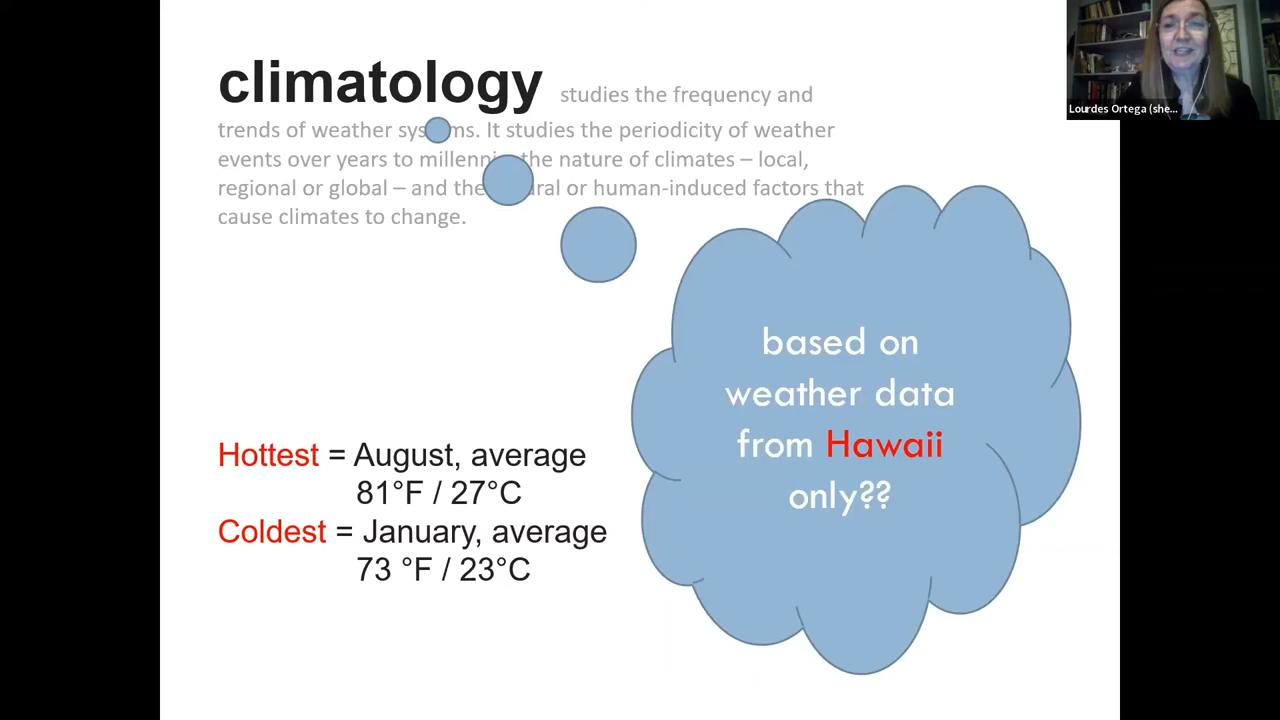 climatology studies the frequency and
trends of weather sys ms. It studies the periodicity of weather
events over years to millenni the nature of climates – local,
regional or global – and the ral or human-induced factors that
cause climates to change.
Hottest = August, average
81°F / 27°C
Coldest = January, average
73 °F / 23°C
based on
weather data
from Hawaii
only??
Lourdes Ortega (she...